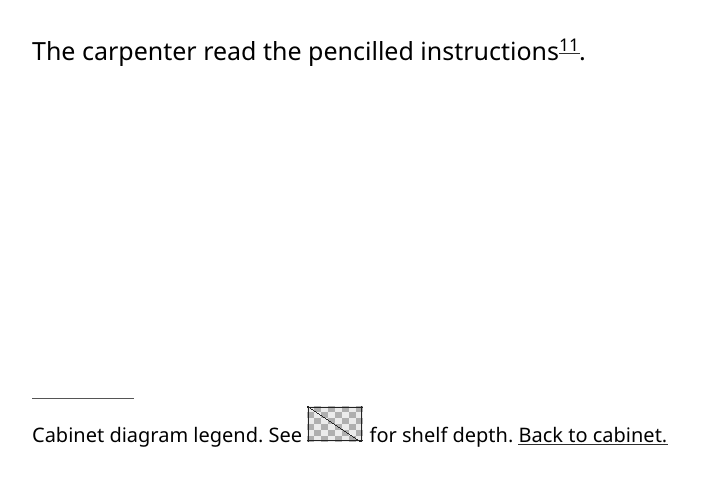 The carpenter read the pencilled instructions11.
Cabinet diagram legend. See for shelf depth. Back to cabinet.